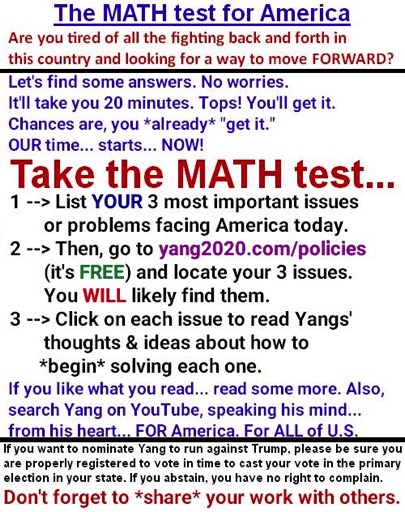 The MATH test for America
Are you tired of all the fighting back and forth in
this country and looking for a way to move FORWARD?
Let's find some answers. No worries.
It'll take you 20 minutes. Tops! You'll get it.
Chances are, you *already* "get it."
OUR time... starts... NOW!
Take the MATH test...
1 --> List YOUR 3 most important issues
or problems facing America today.
2 --> Then, go to yang2020.com/policies
(it's FREE) and locate your 3 issues.
You WILL likely find them.
3 --> Click on each issue to read Yangs'
thoughts & ideas about how to
*begin* solving each one.
If you like what you read... read some more. Also,
search Yang on YouTube, speaking his mind...
from his heart... FOR America. For ALL of U.S.
If you want to nominate Yang to run against Trump, please be sure you
are properly registered to vote in time to cast your vote in the primary
election in your state. If you abstain, you have no right to complain.
Don't forget to *share* your work with others.